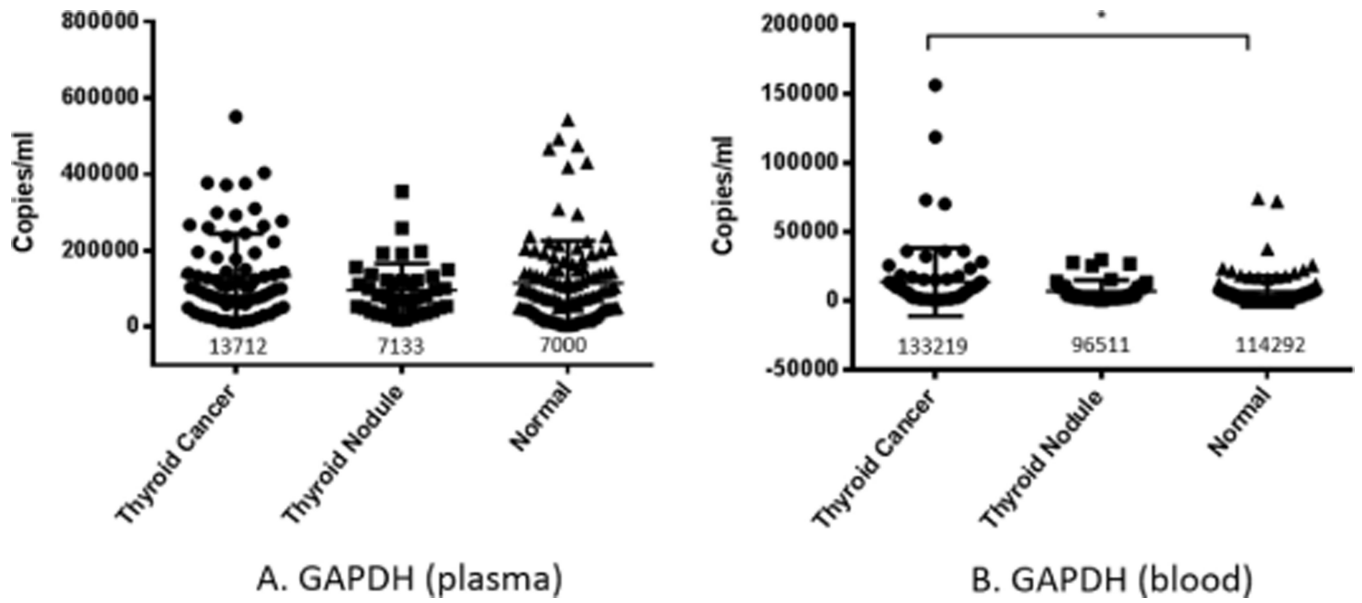 800000
600000
400000
200000
0
Copies/ml
13712
7133
7000
Thyroid Cancer
Thyroid Nodule
Normal
A. GAPDH (plasma)
*
200000
150000
100000
50000
0
-50000
Copies/ml
133219
96511
114292
Thyroid Cancer
Thyroid Nodule
Normal
B. GAPDH (blood)